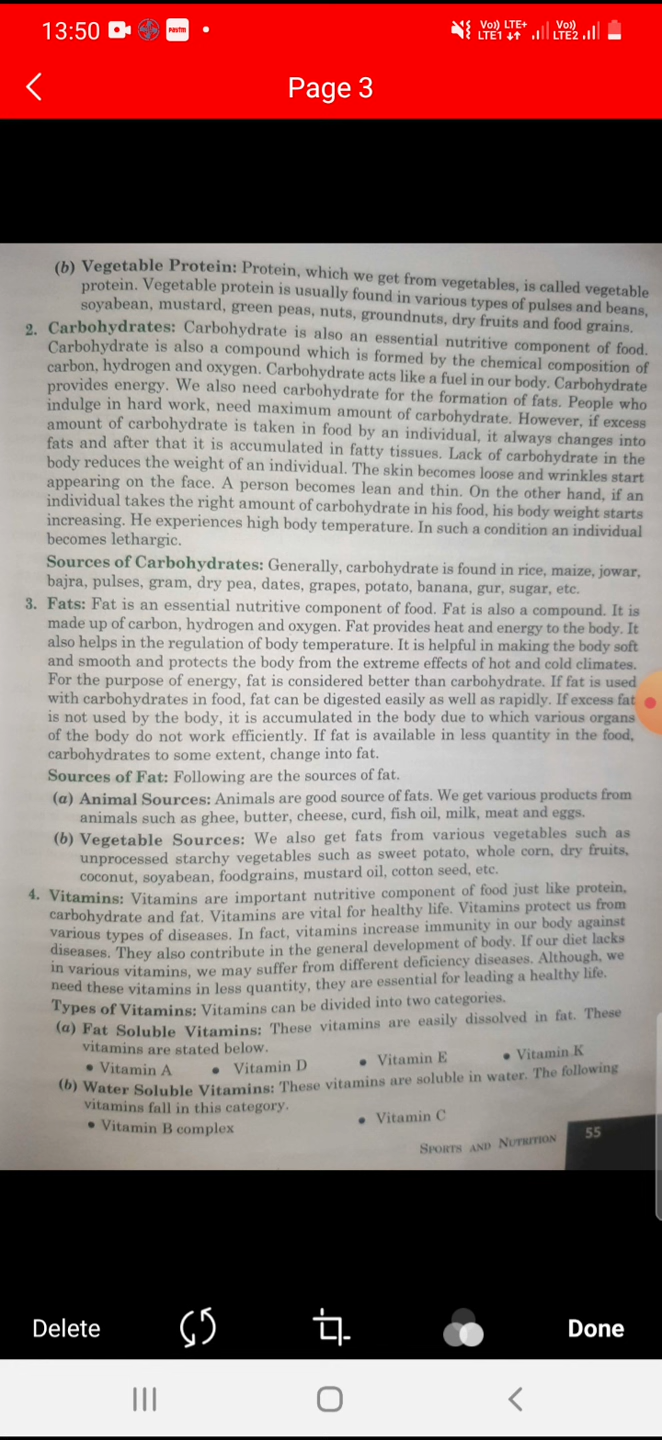 13:50
Paytm
Vo)) LTE+
LTE1
Vo))
LTE2
Page 3
(b) Vegetable Protein: Protein, which we get from vegetables, is called vegetable
protein. Vegetable protein is usually found in various types of pulses and beans,
soyabean, mustard, green peas, nuts, groundnuts, dry fruits and food grains.
2. Carbohydrates: Carbohydrate is also an essential nutritive component of food.
Carbohydrate is also a compound which is formed by the chemical composition of
carbon, hydrogen and oxygen. Carbohydrate acts like a fuel in our body. Carbohydrate
provides energy. We also need carbohydrate for the formation of fats. People who
indulge in hard work, need maximum amount of carbohydrate. However, if excess
amount of carbohydrate is taken in food by an individual, it always changes into
fats and after that it is accumulated in fatty tissues. Lack of carbohydrate in the
body reduces the weight of an individual. The skin becomes loose and wrinkles start
appearing on the face. A person becomes lean and thin. On the other hand, if an
individual takes the right amount of carbohydrate in his food, his body weight starts
increasing. He experiences high body temperature. In such a condition an individual
becomes lethargic.
Sources of Carbohydrates: Generally, carbohydrate is found in rice, maize, jowar,
bajra, pulses, gram, dry pea, dates, grapes, potato, banana, gur, sugar, etc.
3. Fats: Fat is an essential nutritive component of food. Fat is also a compound. It is
made up of carbon, hydrogen and oxygen. Fat provides heat and energy to the body. It
also helps in the regulation of body temperature. It is helpful in making the body soft
and smooth and protects the body from the extreme effects of hot and cold climates.
For the purpose of energy, fat is considered better than carbohydrate. If fat is used
with carbohydrates in food, fat can be digested easily as well as rapidly. If excess fat
is not used by the body, it is accumulated in the body due to which various organs
of the body do not work efficiently. If fat is available in less quantity in the food,
carbohydrates to some extent, change into fat.
Sources of Fat: Following are the sources of fat.
(a) Animal Sources: Animals are good source of fats. We get various products from
animals such as ghee, butter, cheese, curd, fish oil, milk, meat and eggs.
(b) Vegetable Sources: We also get fats from various vegetables such as
unprocessed starchy vegetables such as sweet potato, whole corn, dry fruits,
coconut, soyabean, foodgrains, mustard oil, cotton seed, etc.
4. Vitamins: Vitamins are important nutritive component of food just like protein,
carbohydrate and fat. Vitamins are vital for healthy life. Vitamins protect us from
various types of diseases. In fact, vitamins increase immunity in our body against
diseases. They also contribute in the general development of body. If our diet lacks
in various vitamins, we may suffer from different deficiency diseases. Although, we
need these vitamins in less quantity, they are essential for leading a healthy life.
Types of Vitamins: Vitamins can be divided into two categories.
(a) Fat Soluble Vitamins: These vitamins are easily dissolved in fat. These
vitamins are stated below.
• Vitamin A • Vitamin D • Vitamin E • Vitamin K
(b) Water Soluble Vitamins: These vitamins are soluble in water. The following
vitamins fall in this category.
• Vitamin B complex • Vitamin C
SPORTS AND NUTRITION 55
Delete
Done